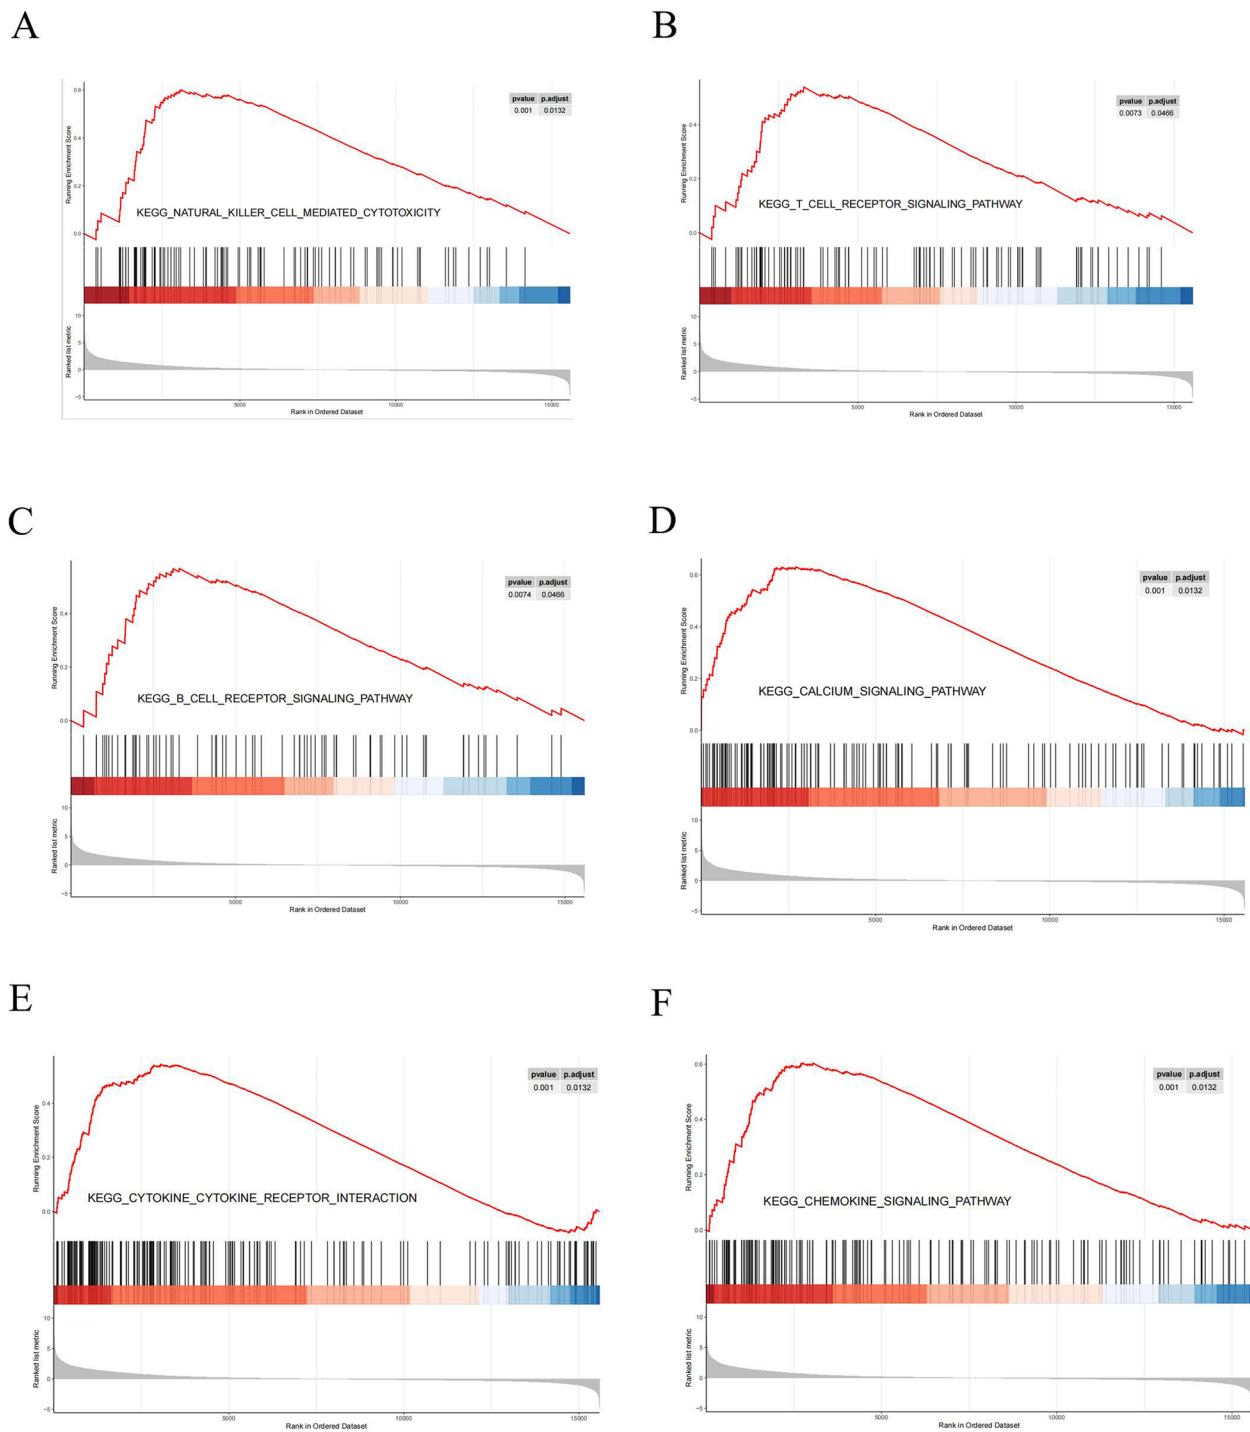 A
Running Enrichment Score
0.6
0.4
0.2
0.0
pvalue p.adjust
0.001 0.0132
KEGG_NATURAL_KILLER_CELL_MEDIATED_CYTOTOXICITY
Ranked list metric
10
5
0
−5
5000 10000 15000
Rank in Ordered Dataset
B
Running Enrichment Score
0.4
0.2
0.0
pvalue p.adjust
0.0073 0.0466
KEGG_T_CELL_RECEPTOR_SIGNALING_PATHWAY
Ranked list metric
10
5
0
−5
5000 10000 15000
Rank in Ordered Dataset
C
Running Enrichment Score
0.4
0.2
0.0
pvalue p.adjust
0.0074 0.0466
KEGG_B_CELL_RECEPTOR_SIGNALING_PATHWAY
Ranked list metric
10
5
0
−5
5000 10000 15000
Rank in Ordered Dataset
D
Running Enrichment Score
0.6
0.4
0.2
0.0
pvalue p.adjust
0.001 0.0132
KEGG_CALCIUM_SIGNALING_PATHWAY
Ranked list metric
10
5
0
−5
5000 10000 15000
Rank in Ordered Dataset
E
Running Enrichment Score
0.4
0.2
0.0
pvalue p.adjust
0.001 0.0132
KEGG_CYTOKINE_CYTOKINE_RECEPTOR_INTERACTION
Ranked list metric
10
5
0
−5
5000 10000 15000
Rank in Ordered Dataset
F
Running Enrichment Score
0.6
0.4
0.2
0.0
pvalue p.adjust
0.001 0.0132
KEGG_CHEMOKINE_SIGNALING_PATHWAY
Ranked list metric
10
5
0
−5
5000 10000 15000
Rank in Ordered Dataset